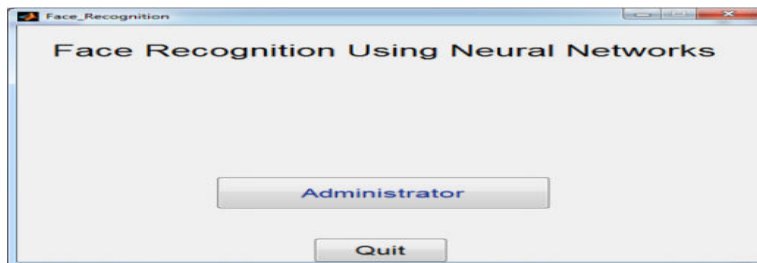 Face_Recognition
Face Recognition Using Neural Networks
Administrator
Quit